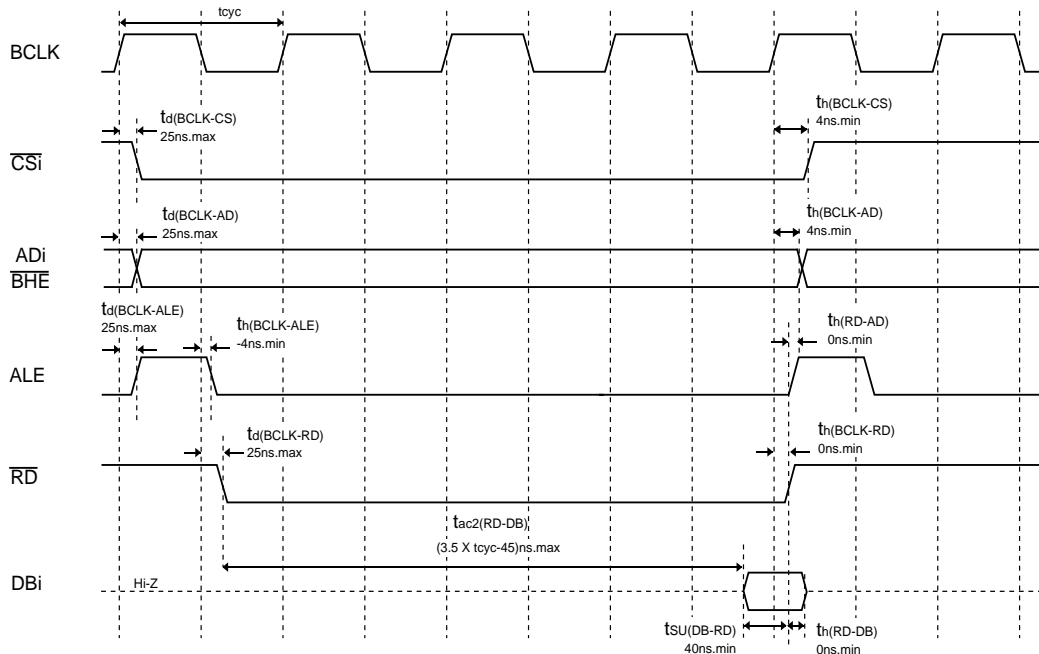 tcyc
BCLK
td(BCLK-CS)
25ns.max
th(BCLK-CS)
4ns.min
CSi
td(BCLK-AD)
25ns.max
th(BCLK-AD)
4ns.min
ADi
BHE
td(BCLK-ALE)
25ns.max
th(BCLK-ALE)
-4ns.min
th(RD-AD)
0ns.min
ALE
td(BCLK-RD)
25ns.max
th(BCLK-RD)
0ns.min
RD
tac2(RD-DB)
(3.5 X tcyc-45)ns.max
DBi
Hi-Z
tSU(DB-RD)
40ns.min
th(RD-DB)
0ns.min